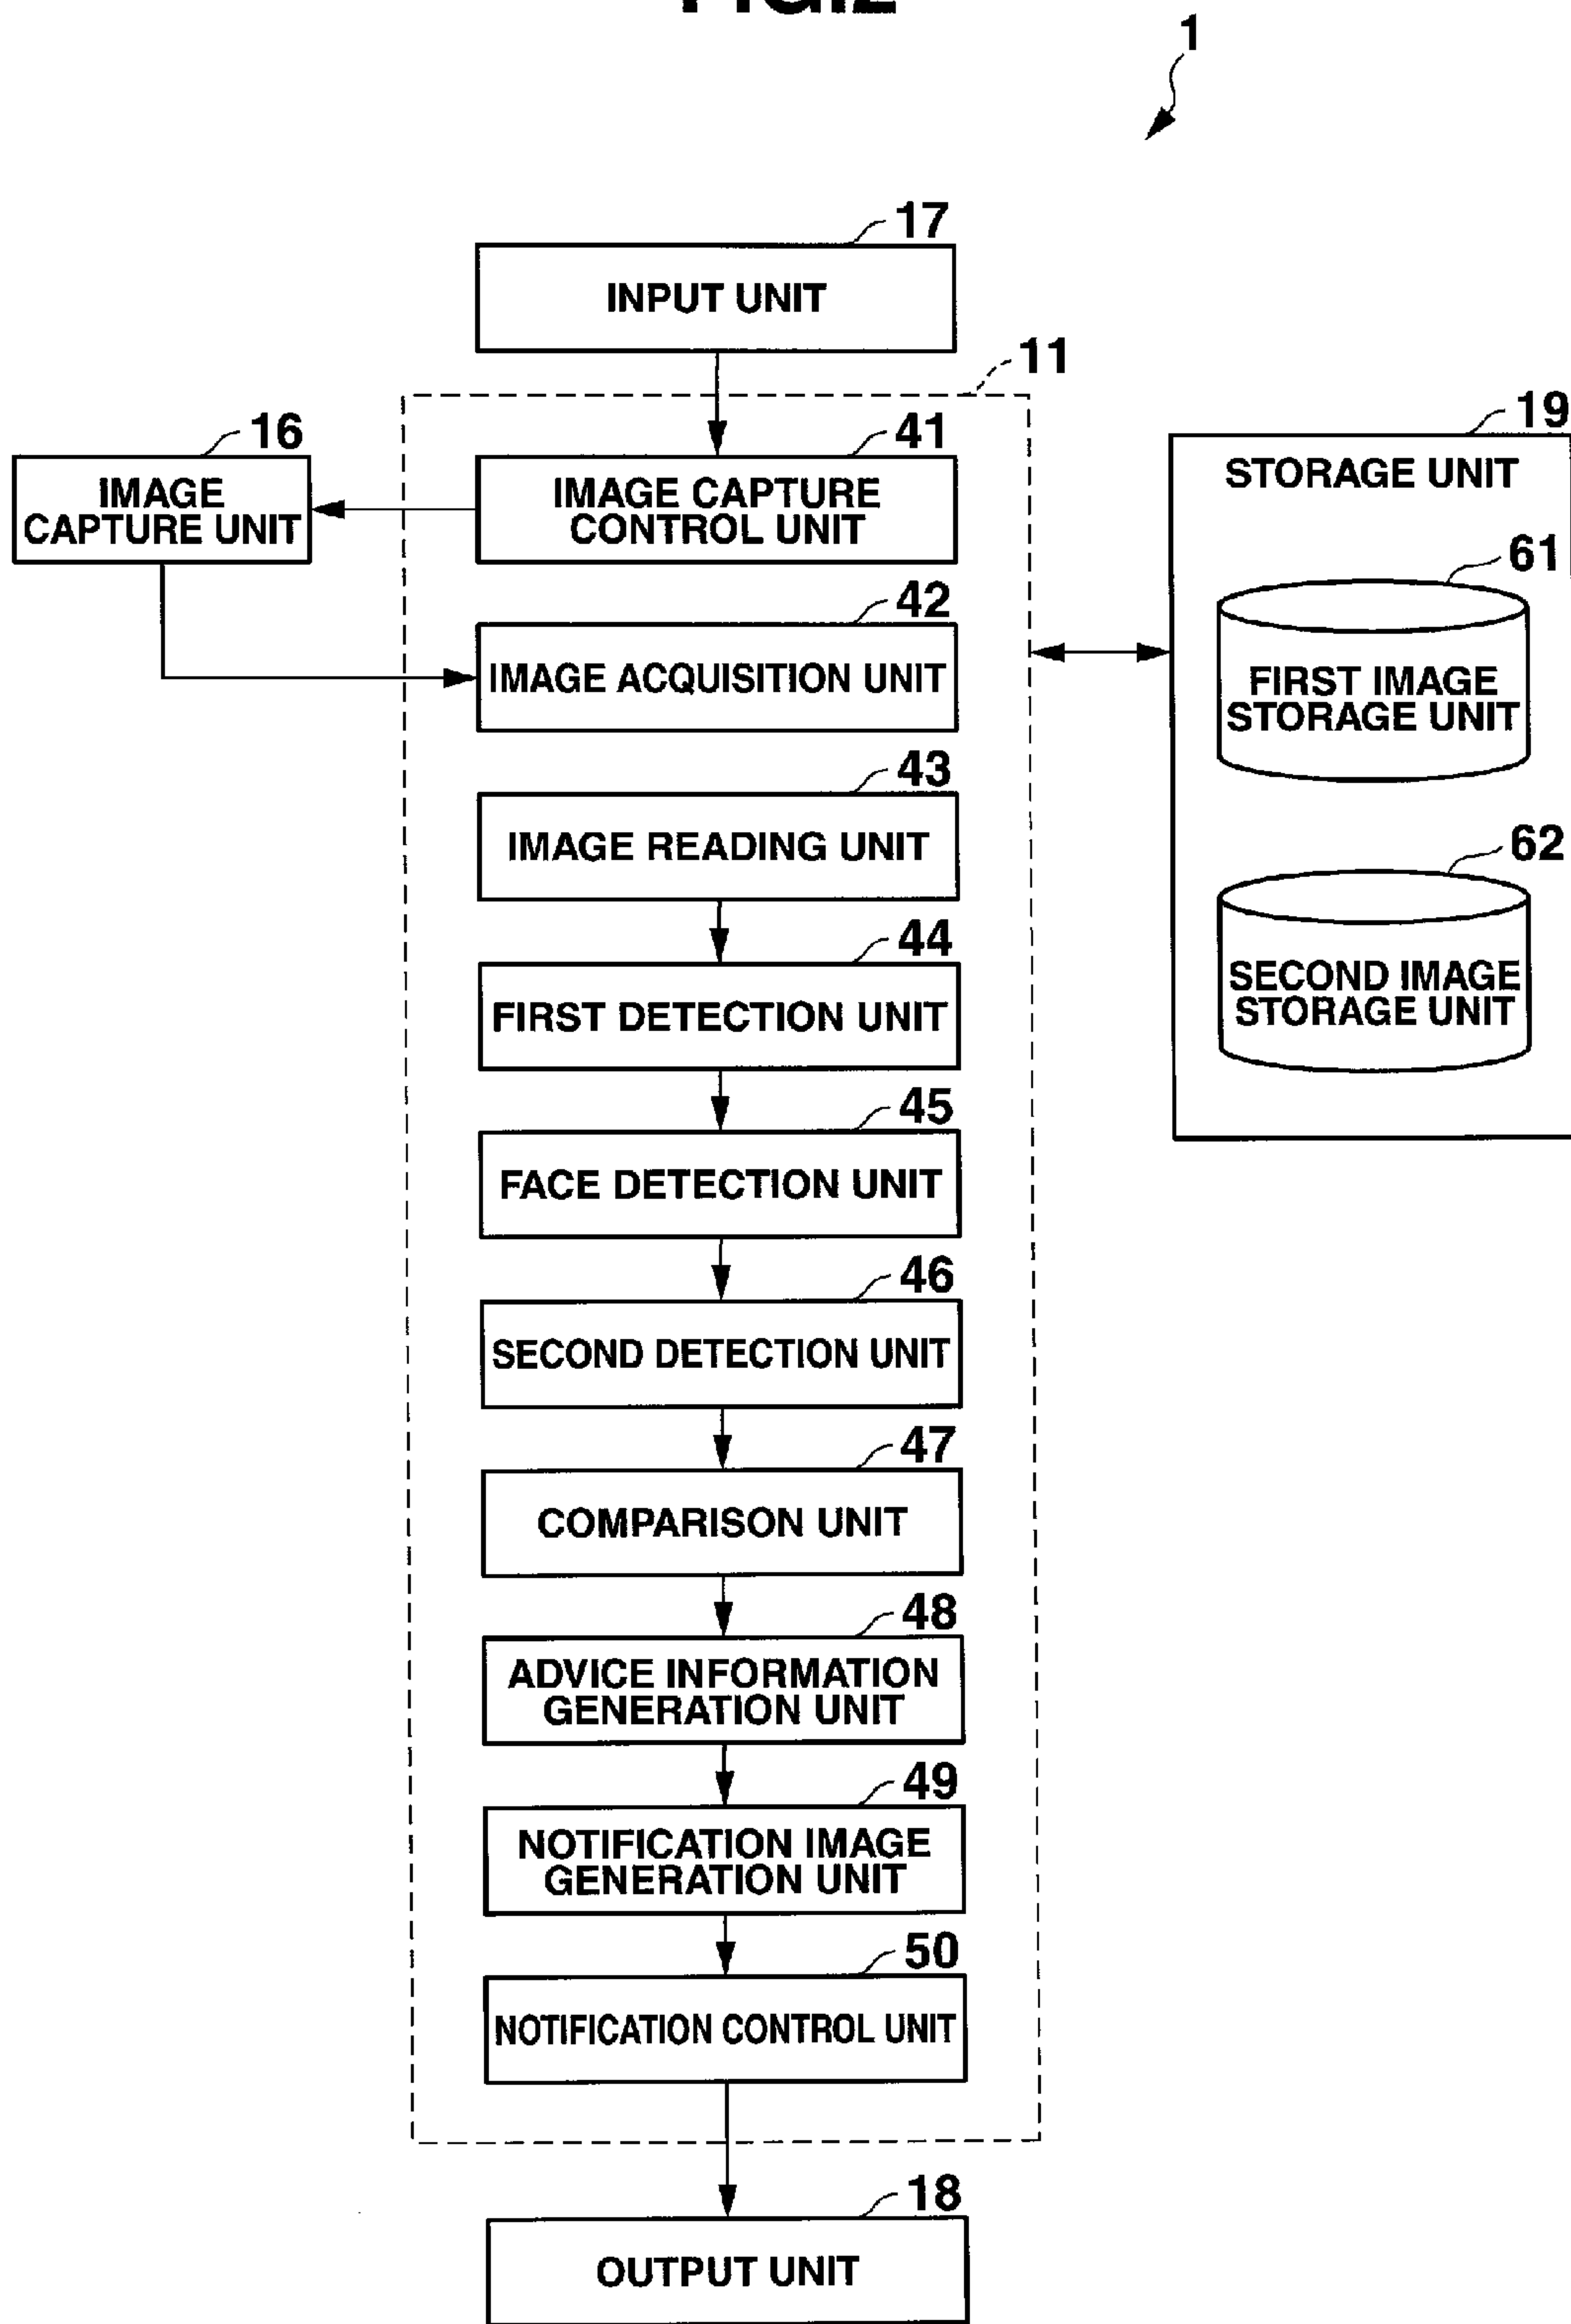 FIG.2
1
17
INPUT UNIT
11
16
IMAGE
CAPTURE UNIT
41
IMAGE CAPTURE
CONTROL UNIT
19
STORAGE UNIT
61
FIRST IMAGE
STORAGE UNIT
62
SECOND IMAGE
STORAGE UNIT
42
IMAGE ACQUISITION UNIT
43
IMAGE READING UNIT
44
FIRST DETECTION UNIT
45
FACE DETECTION UNIT
46
SECOND DETECTION UNIT
47
COMPARISON UNIT
48
ADVICE INFORMATION
GENERATION UNIT
49
NOTIFICATION IMAGE
GENERATION UNIT
50
NOTIFICATION CONTROL UNIT
18
OUTPUT UNIT